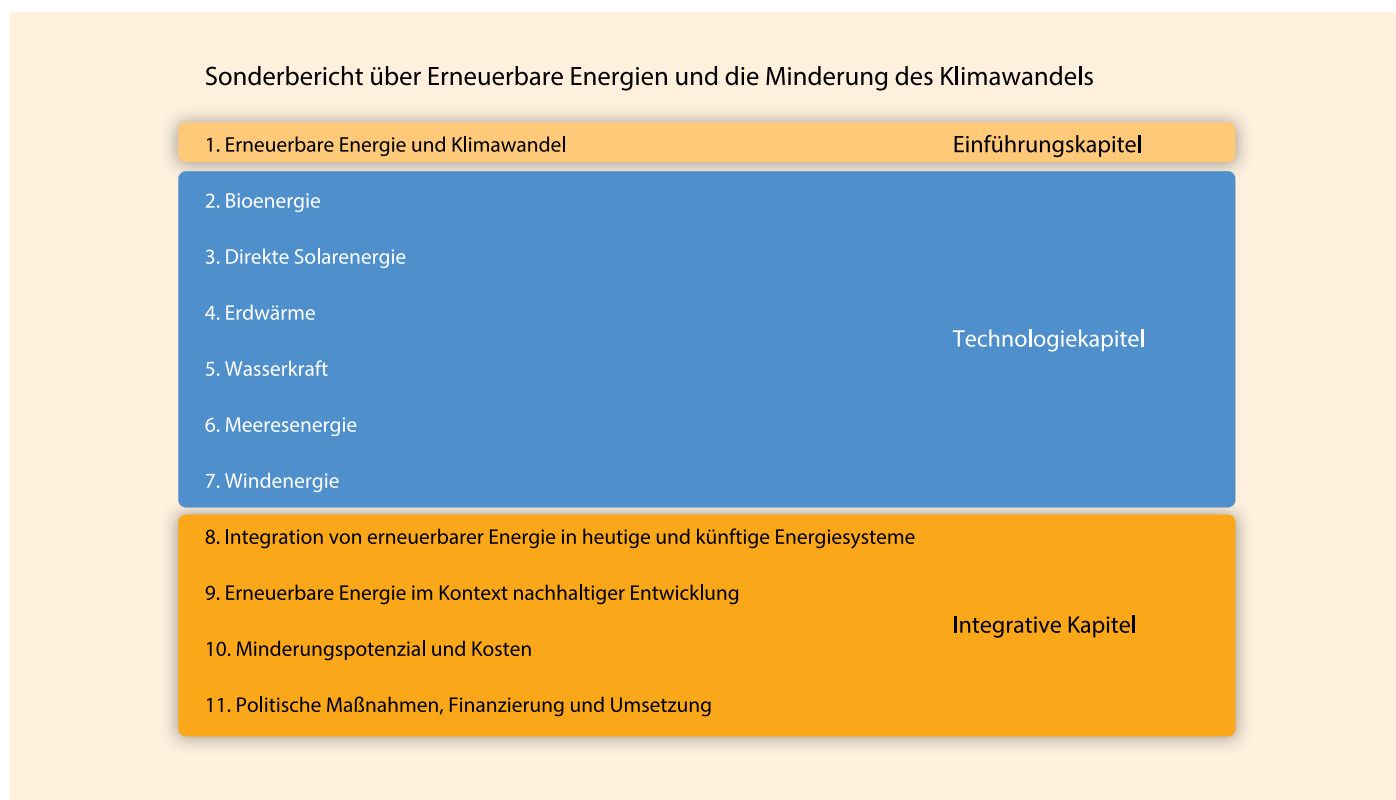 Sonderbericht über Erneuerbare Energien und die Minderung des Klimawandels
1. Erneuerbare Energie und Klimawandel
Einführungskapitel
2. Bioenergie
3. Direkte Solarenergie
4. Erdwärme
Technologiekapitel
5. Wasserkraft
6. Meeresenergie
7. Windenergie
8. Integration von erneuerbarer Energie in heutige und künftige Energiesysteme
9. Erneuerbare Energie im Kontext nachhaltiger Entwicklung
Integrative Kapitel
10. Minderungspotenzial und Kosten
11. Politische Maßnahmen, Finanzierung und Umsetzung